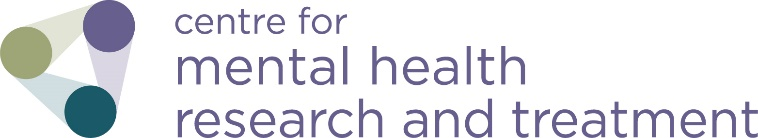 centre for
mental health
research and treatment